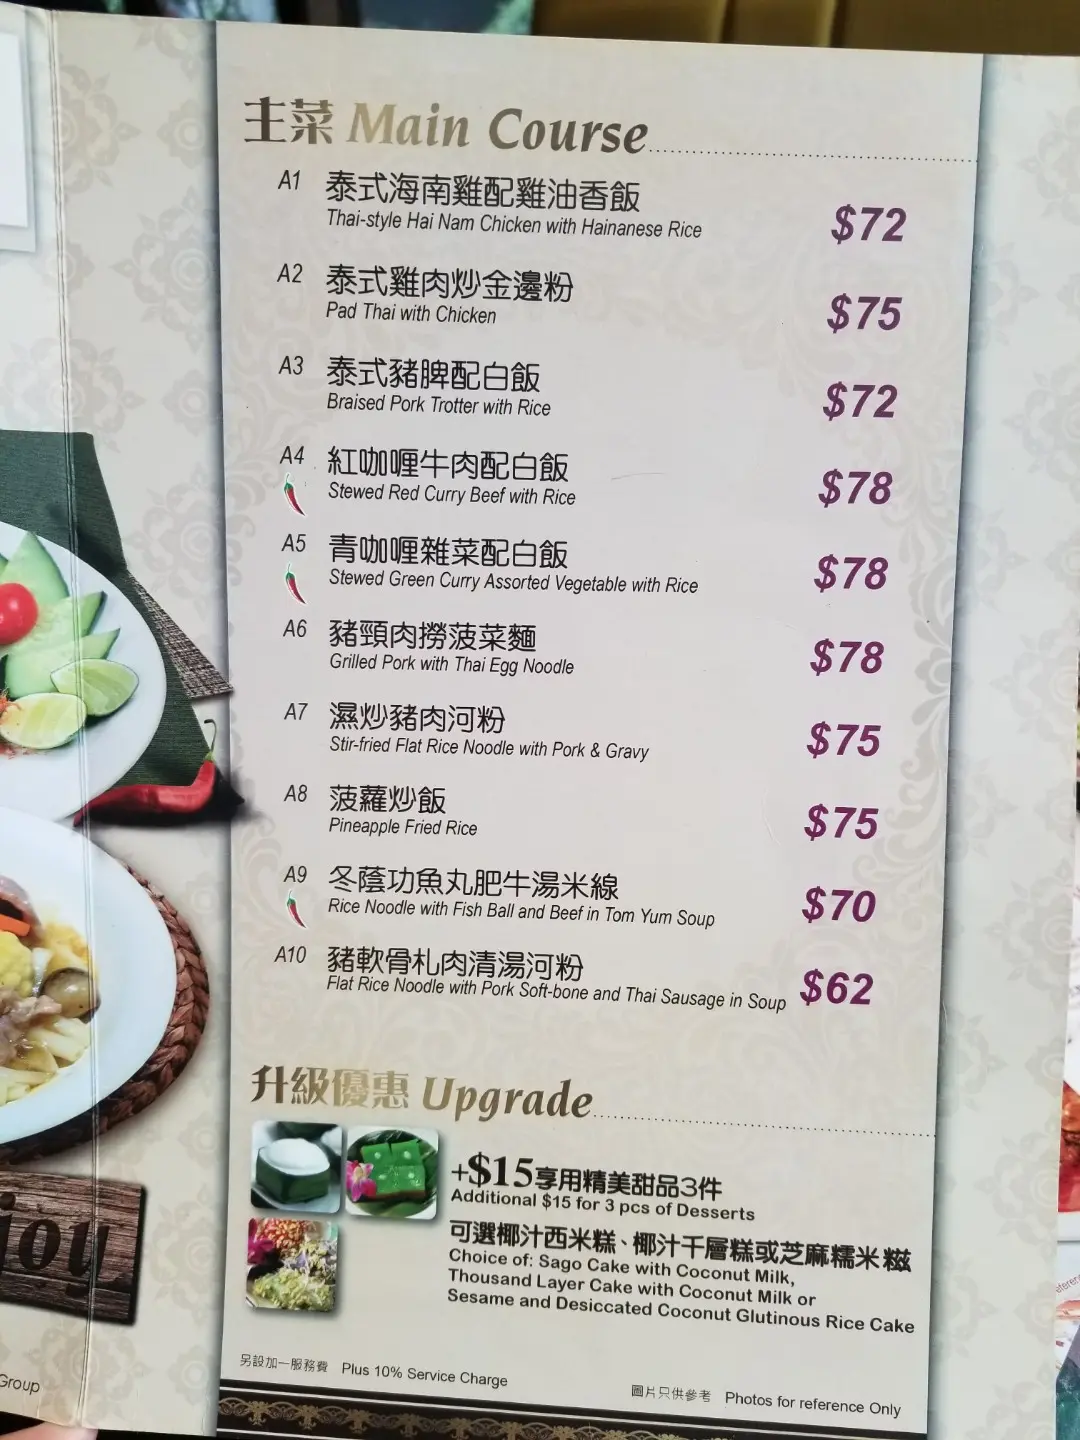 主菜 Main Course
A1 泰式海南雞配雞油香飯
Thai-style Hai Nam Chicken with Hainanese Rice
$72
A2 泰式雞肉炒金邊粉
Pad Thai with Chicken
$75
A3 泰式豬脾配白飯
Braised Pork Trotter with Rice
$72
A4 紅咖喱牛肉配白飯
Stewed Red Curry Beef with Rice
$78
A5 青咖喱雜菜配白飯
Stewed Green Curry Assorted Vegetable with Rice
$78
A6 豬頸肉撈菠菜麵
Grilled Pork with Thai Egg Noodle
$78
A7 濕炒豬肉河粉
Stir-fried Flat Rice Noodle with Pork & Gravy
$75
A8 菠蘿炒飯
Pineapple Fried Rice
$75
A9 冬蔭功魚丸肥牛湯米線
Rice Noodle with Fish Ball and Beef in Tom Yum Soup
$70
A10 豬軟骨札肉清湯河粉
Flat Rice Noodle with Pork Soft-bone and Thai Sausage in Soup
$62
升級優惠 Upgrade
+$15享用精美甜品3件
Additional $15 for 3 pcs of Desserts
可選椰汁西米糕、椰汁千層糕或芝麻糯米糍
Choice of: Sago Cake with Coconut Milk,
Thousand Layer Cake with Coconut Milk or
Sesame and Desiccated Coconut Glutinous Rice Cake
另設加一服務費 Plus 10% Service Charge
圖片只供參考 Photos for reference Only
joy
Group